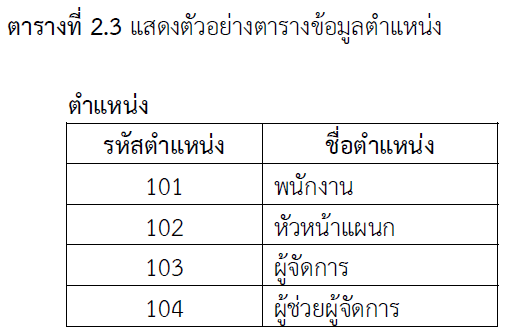 ตารางที่ 2.3 แสดงตัวอย่างตารางข้อมูลตำแหน่ง
ตำแหน่ง
รหัสตำแหน่ง ชื่อตำแหน่ง
101 พนักงาน
102 หัวหน้าแผนก
103 ผู้จัดการ
104 ผู้ช่วยผู้จัดการ